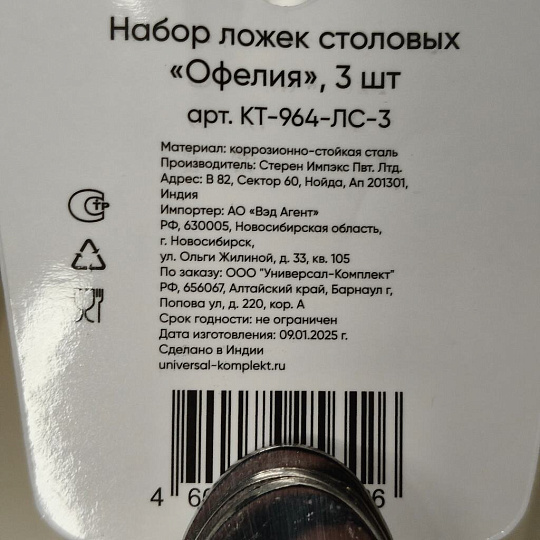 Набор ложек столовых
«Офелия», 3 шт
арт. КТ-964-ЛС-3
Материал: коррозионно-стойкая сталь
Производитель: Стерен Импэкс Пвт. Лтд.
Адрес: В 82, Сектор 60, Нойда, Ап 201301,
Индия
Импортер: АО «Вэд Агент»
РФ, 630005, Новосибирская область,
г. Новосибирск,
ул. Ольги Жилиной, д. 33, кв. 105
По заказу: ООО "Универсал-Комплект"
РФ, 656067, Алтайский край, Барнаул г,
Попова ул, д. 220, кор. А
Срок годности: не ограничен
Дата изготовления: 09.01.2025 г.
Сделано в Индии
universal-komplekt.ru